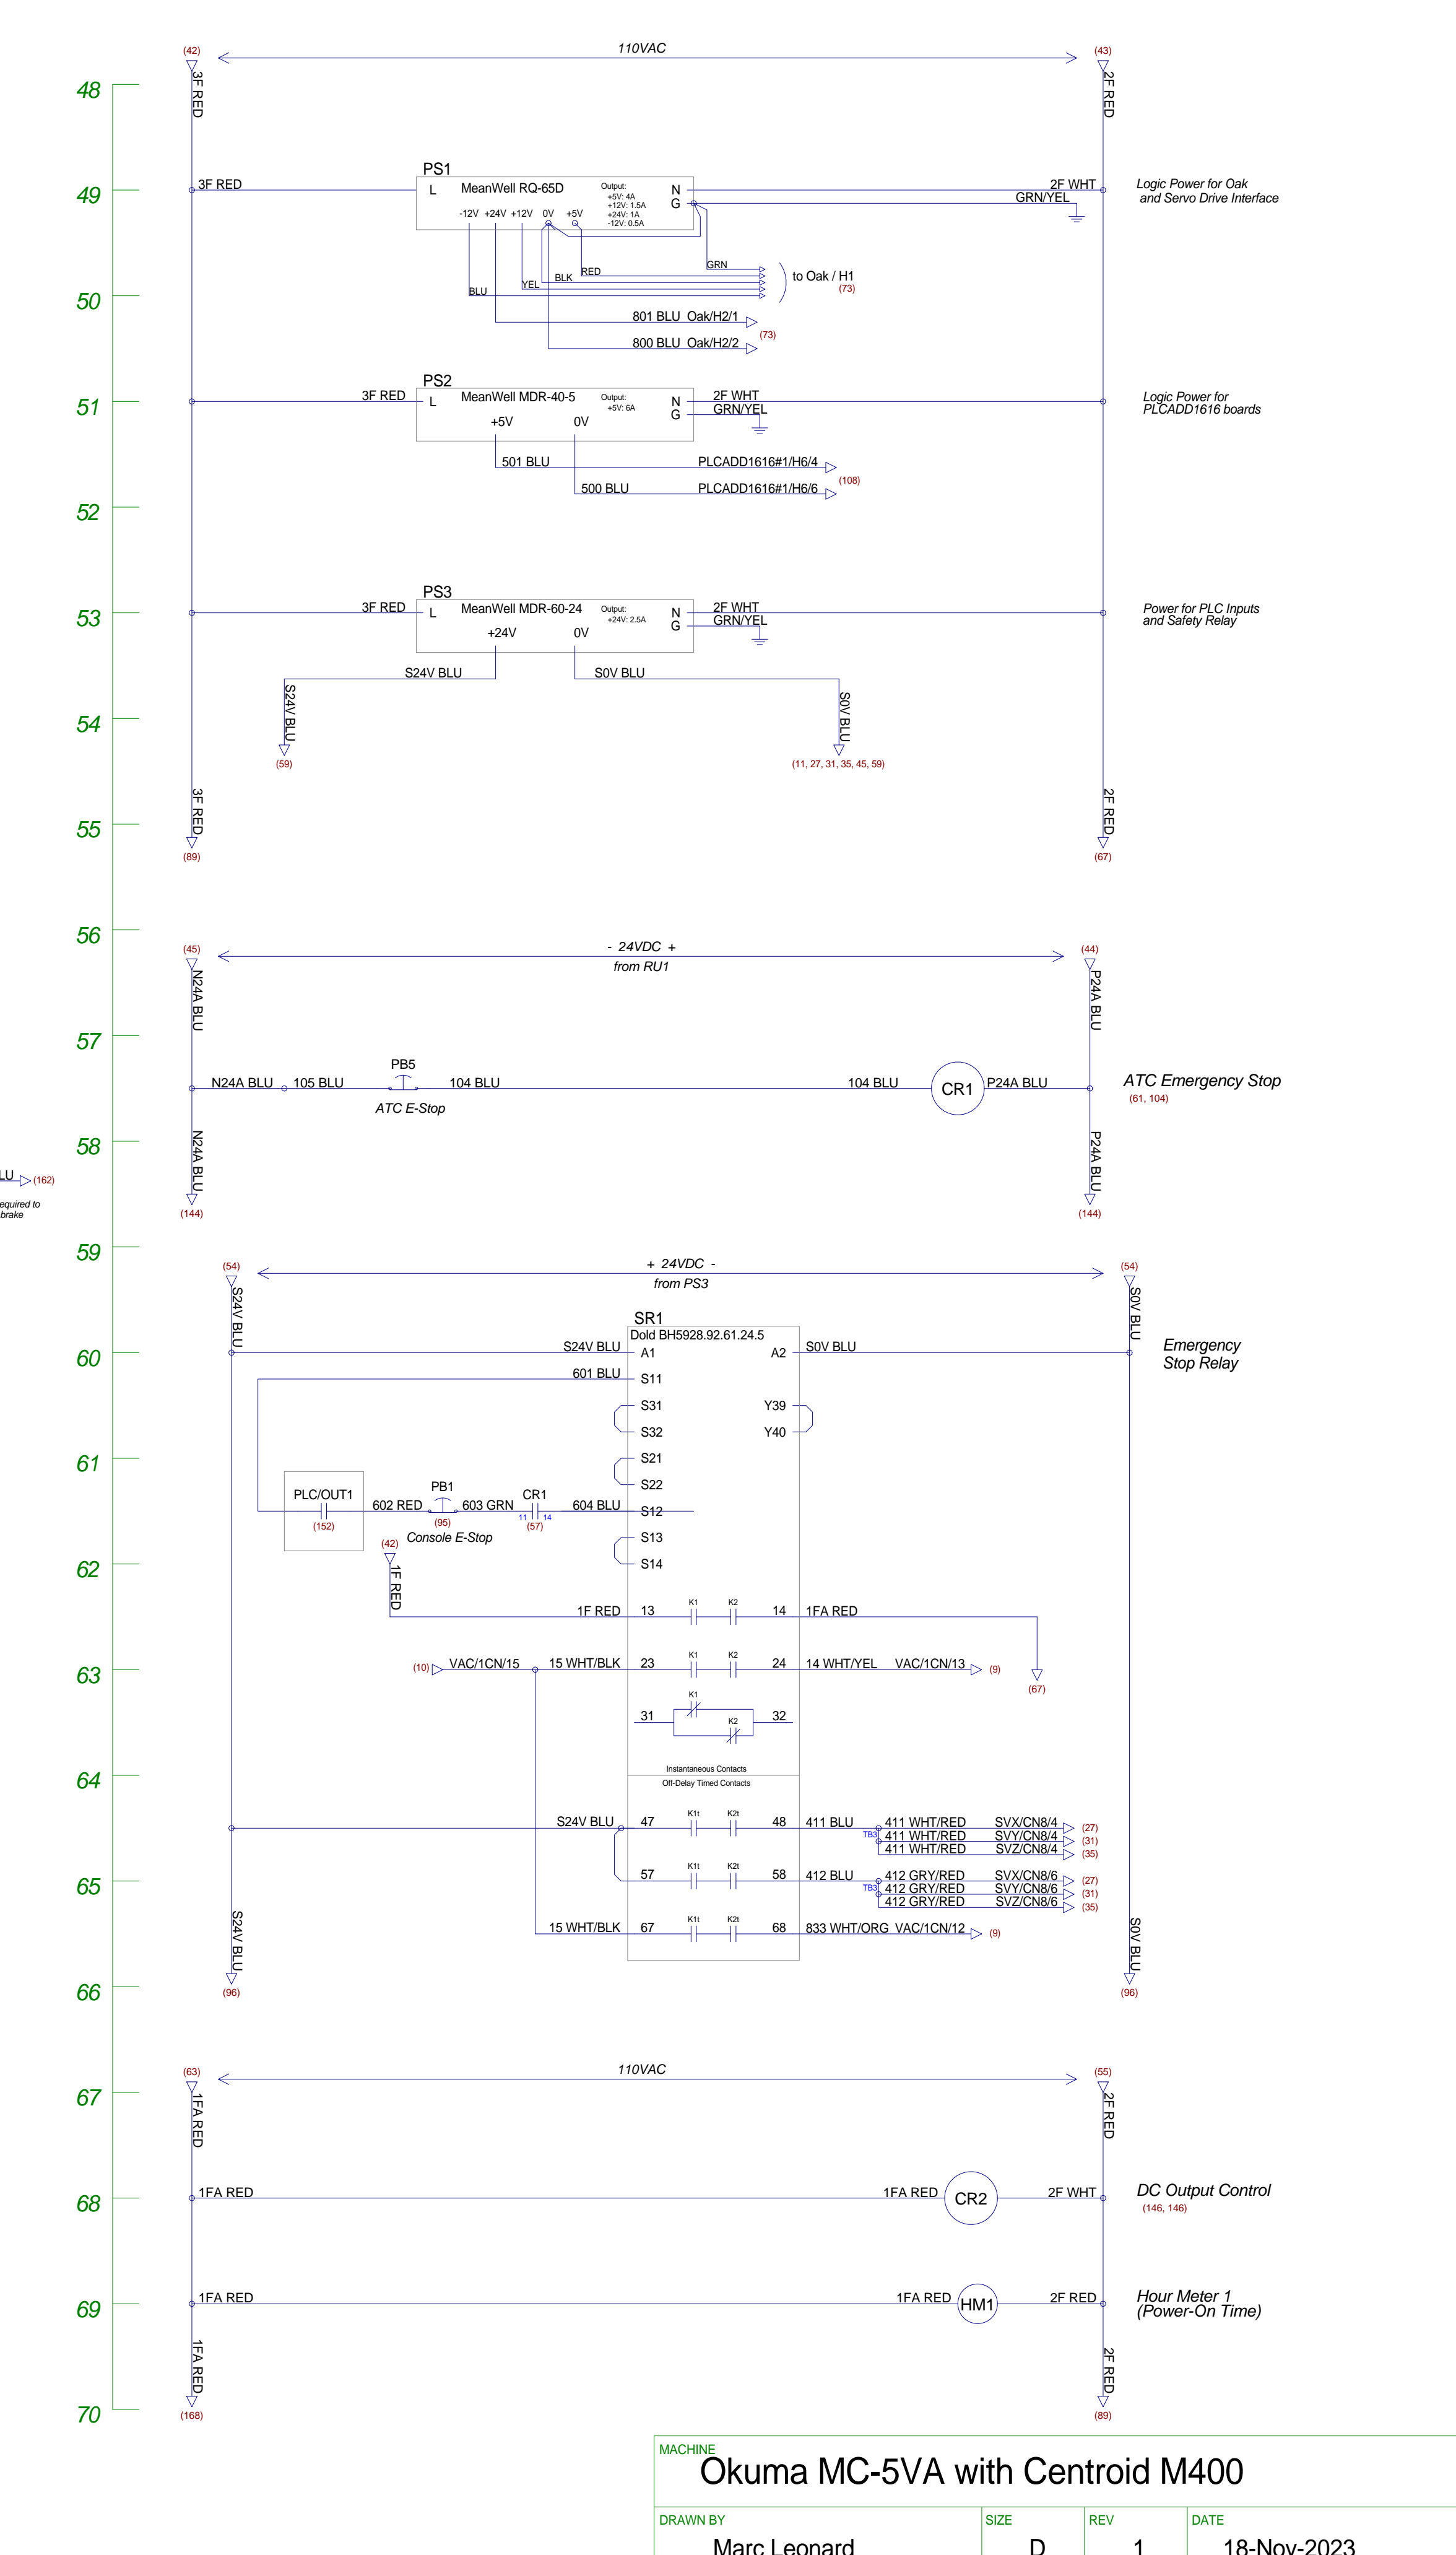 110VAC
(42)
(43)
3F RED
2F RED
48
PS1
49
3F RED
L
MeanWell RQ-65D
Output:
+5V: 4A
+12V: 1.5A
+24V: 1A
-12V: 0.5A
N
G
2F WHT
GRN/YEL
Logic Power for Oak
and Servo Drive Interface
-12V +24V +12V 0V +5V
GRN
RED
BLK
YEL
BLU
to Oak / H1
(73)
50
801 BLU Oak/H2/1
(73)
800 BLU Oak/H2/2
PS2
51
3F RED
L
MeanWell MDR-40-5
Output:
+5V: 6A
N
G
2F WHT
GRN/YEL
Logic Power for
PLCADD1616 boards
+5V
0V
501 BLU
PLCADD1616#1/H6/4
(108)
500 BLU
PLCADD1616#1/H6/6
52
PS3
53
3F RED
L
MeanWell MDR-60-24
Output:
+24V: 2.5A
N
G
2F WHT
GRN/YEL
Power for PLC Inputs
and Safety Relay
+24V
0V
S24V BLU
S0V BLU
S24V BLU
S0V BLU
54
(59)
(11, 27, 31, 35, 45, 59)
3F RED
2F RED
55
(89)
(67)
56
(45)
- 24VDC +
from RU1
(44)
N24A BLU
P24A BLU
57
PB5
N24A BLU
105 BLU
104 BLU
104 BLU
CR1
P24A BLU
ATC Emergency Stop
(61, 104)
ATC E-Stop
58
N24A BLU
P24A BLU
LU
(162)
equired to
brake
(144)
(144)
59
(54)
+ 24VDC -
from PS3
(54)
S24V BLU
S0V BLU
SR1
Dold BH5928.92.61.24.5
60
S24V BLU
A1
A2
S0V BLU
Emergency
Stop Relay
601 BLU
S11
S31
Y39
S32
Y40
61
S21
S22
PLC/OUT1
(152)
602 RED
PB1
(95)
Console E-Stop
603 GRN
CR1
11
14
(57)
604 BLU
S12
S13
62
S14
(42)
1F RED
1F RED
13
K1
K2
14
1FA RED
63
(10)
VAC/1CN/15
15 WHT/BLK
23
K1
K2
24
14 WHT/YEL
VAC/1CN/13
(9)
(67)
31
K1
K2
32
64
Instantaneous Contacts
Off-Delay Timed Contacts
S24V BLU
47
K1t
K2t
48
411 BLU
TB3
411 WHT/RED
SVX/CN8/4
(27)
411 WHT/RED
SVY/CN8/4
(31)
411 WHT/RED
SVZ/CN8/4
(35)
65
57
K1t
K2t
58
412 BLU
TB3
412 GRY/RED
SVX/CN8/6
(27)
412 GRY/RED
SVY/CN8/6
(31)
412 GRY/RED
SVZ/CN8/6
(35)
15 WHT/BLK
67
K1t
K2t
68
833 WHT/ORG
VAC/1CN/12
(9)
S24V BLU
S0V BLU
66
(96)
(96)
(63)
110VAC
(55)
67
1FA RED
2F RED
68
1FA RED
1FA RED
CR2
2F WHT
DC Output Control
(146, 146)
69
1FA RED
1FA RED
HM1
2F RED
Hour Meter 1
(Power-On Time)
1FA RED
2F RED
70
(168)
(89)
MACHINE
Okuma MC-5VA with Centroid M400
DRAWN BY
SIZE
REV
DATE
Marc Leonard
D
1
18-Nov-2023